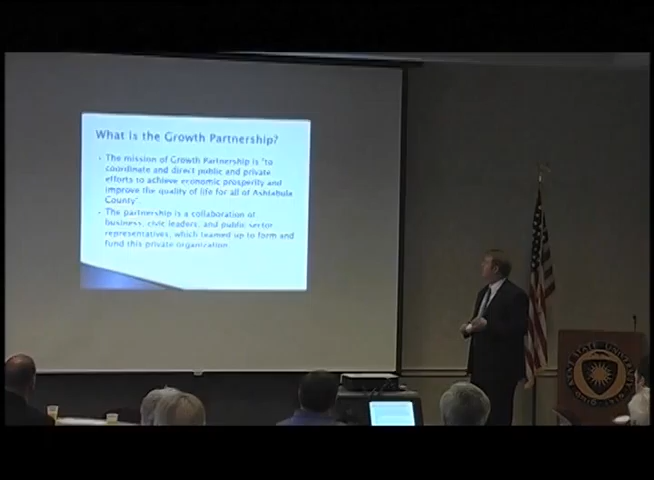 What is the Growth Partnership?
The mission of Growth Partnership is "to
coordinate and direct public and private
efforts to achieve economic prosperity and
improve the quality of life for all of Ashtabula
County".
The partnership is a collaboration of
business, civic leaders, and public sector
representatives, which teamed up to form and
fund this private organization.
STATE UNIVERSITY